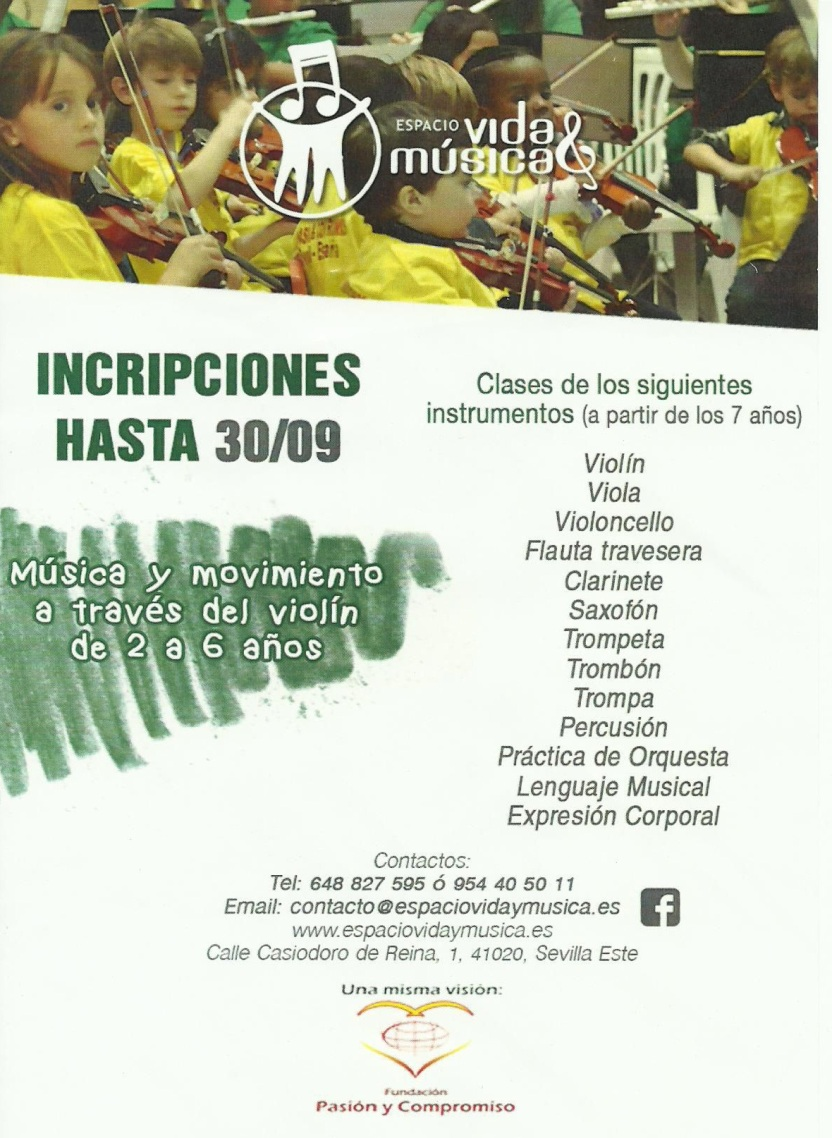 ESPACIO vida &
música
INCRIPCIONES
HASTA 30/09
Música y movimiento
a través del violín
de 2 a 6 años
Clases de los siguientes
instrumentos (a partir de los 7 años)
Violín
Viola
Violoncello
Flauta travesera
Clarinete
Saxofón
Trompeta
Trombón
Trompa
Percusión
Práctica de Orquesta
Lenguaje Musical
Expresión Corporal
Contactos:
Tel: 648 827 595 ó 954 40 50 11
Email: contacto@espaciovidaymusica.es
f
www.espaciovidaymusica.es
Calle Casiodoro de Reina, 1, 41020, Sevilla Este
Una misma visión:
Fundación
Pasión y Compromiso